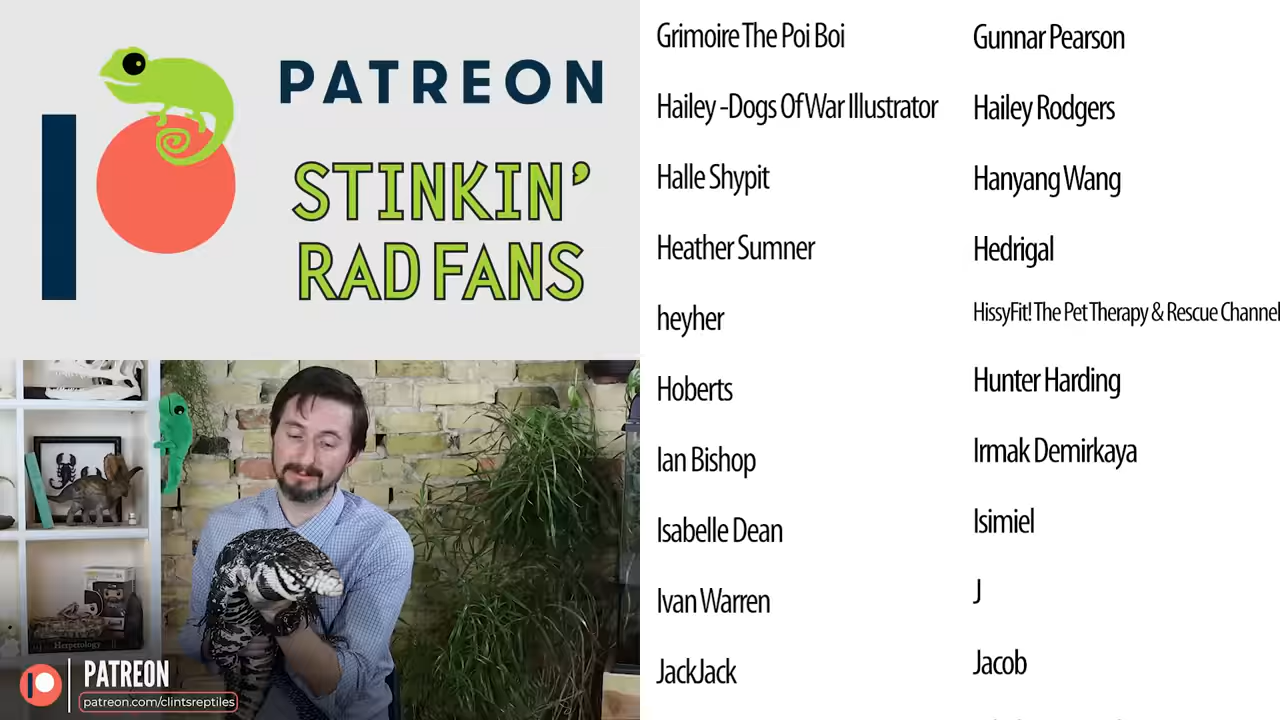 PATREON
STINKIN'
RAD FANS
Grimoire The Poi Boi
Hailey -Dogs Of War Illustrator
Halle Shypit
Heather Sumner
heyher
Hoberts
Ian Bishop
Isabelle Dean
Ivan Warren
JackJack
Gunnar Pearson
Hailey Rodgers
Hanyang Wang
Hedrigal
HissyFit! The Pet Therapy & Rescue Channel
Hunter Harding
Irmak Demirkaya
Isimiel
J
Jacob
Herpetology
PATREON
patreon.com/clintsreptiles